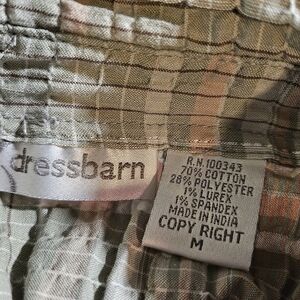 dressbarn
R.N.100343
70% COTTON
28% POLYESTER
1% LUREX
1% SPANDEX
MADE IN INDIA
COPY RIGHT
M